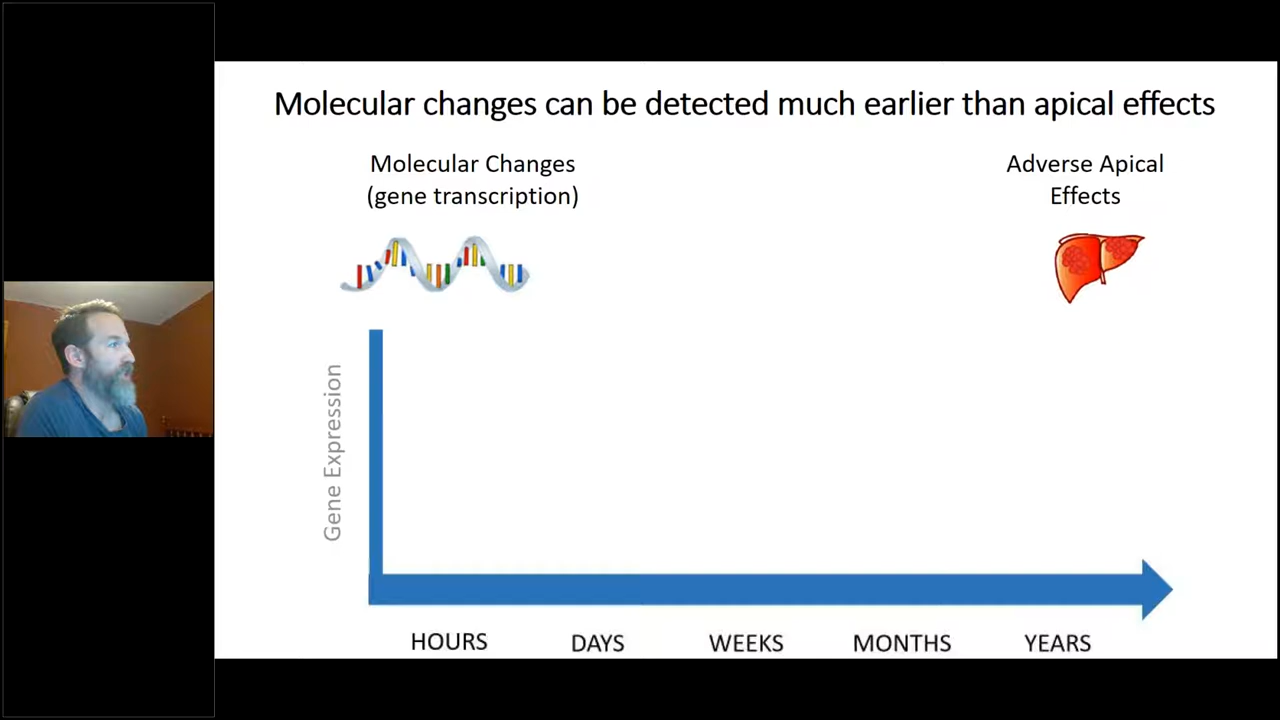 Molecular changes can be detected much earlier than apical effects
Molecular Changes
(gene transcription)
Adverse Apical
Effects
Gene Expression
HOURS
DAYS
WEEKS
MONTHS
YEARS